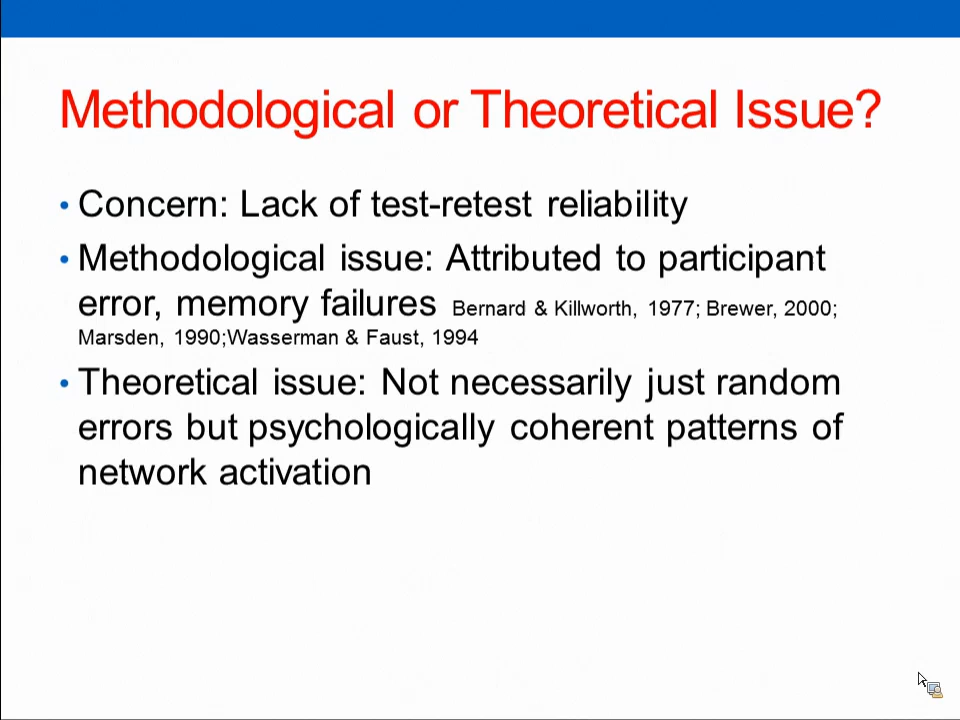 Methodological or Theoretical Issue?
• Concern: Lack of test-retest reliability
• Methodological issue: Attributed to participant
error, memory failures Bernard & Killworth, 1977; Brewer, 2000;
Marsden, 1990;Wasserman & Faust, 1994
• Theoretical issue: Not necessarily just random
errors but psychologically coherent patterns of
network activation